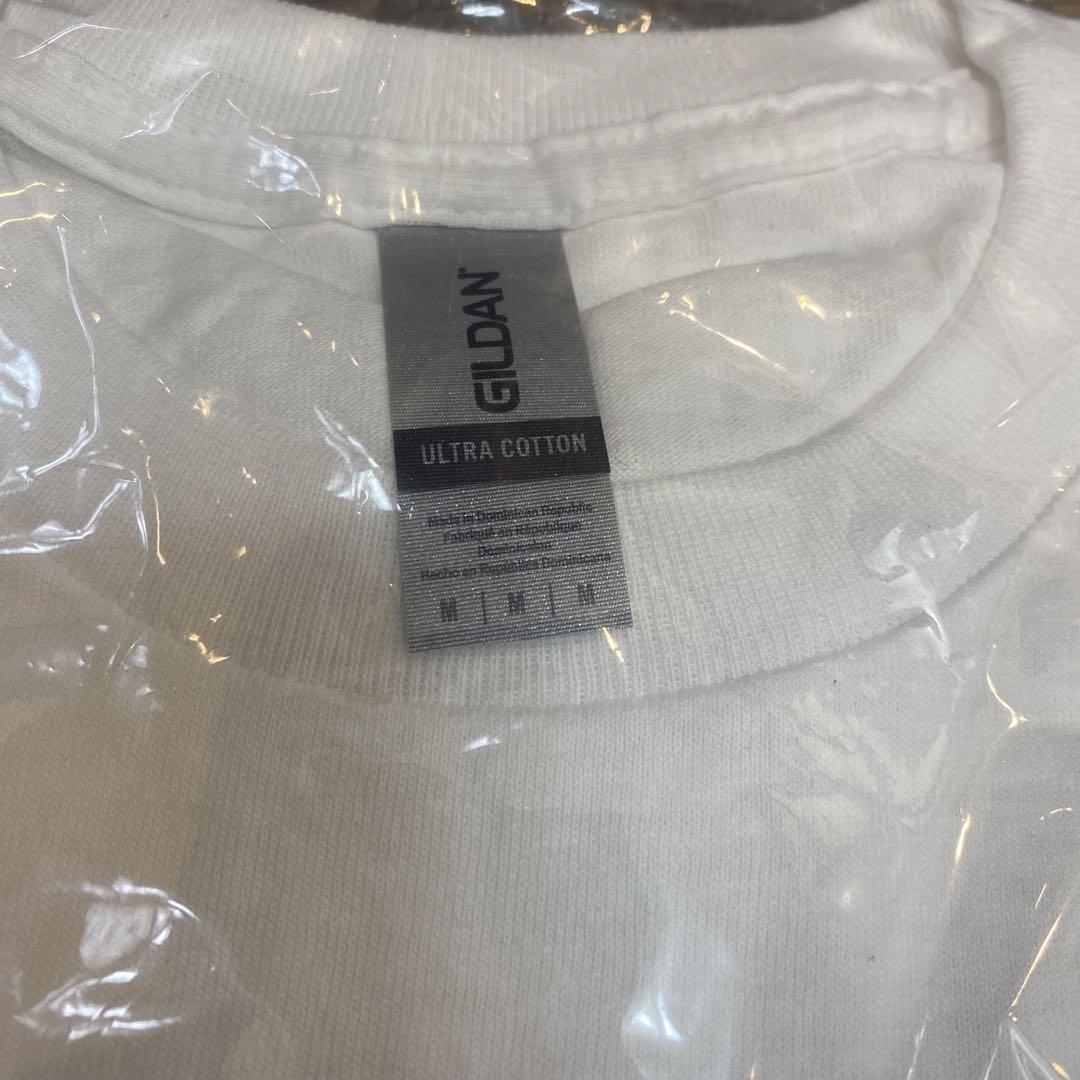 GILDAN®
ULTRA COTTON
Made in Dominican Republic
Fabriqué en République
Dominicaine
Hecho en República Dominicana
M | M | M